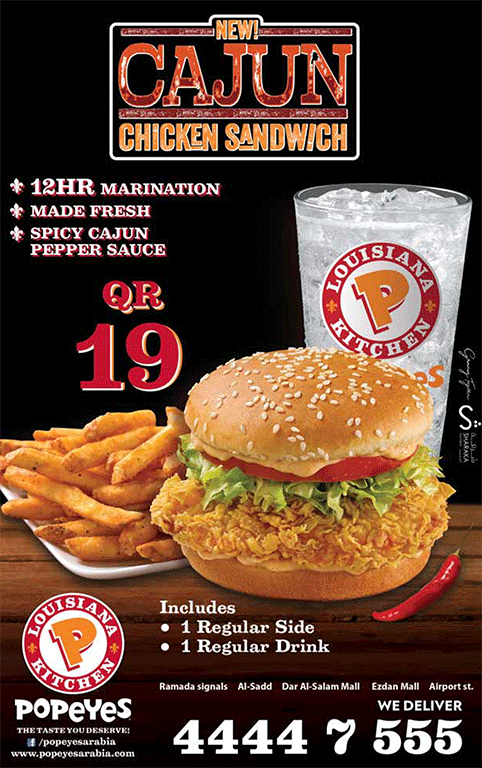 NEW!
CAJUN
CHICKEN SANDWICH
12HR MARINATION
MADE FRESH
SPICY CAJUN
PEPPER SAUCE
QR
19
LOUISIANA
P
KITCHEN
شراكة
SHARAKA
Includes
• 1 Regular Side
• 1 Regular Drink
LOUISIANA
P
KITCHEN
POPEYES
THE TASTE YOU DESERVE!
f /popeyesarabia
www.popeyesarabia.com
Ramada signals Al-Sadd Dar Al-Salam Mall Ezdan Mall Airport st.
WE DELIVER
4444 7 555